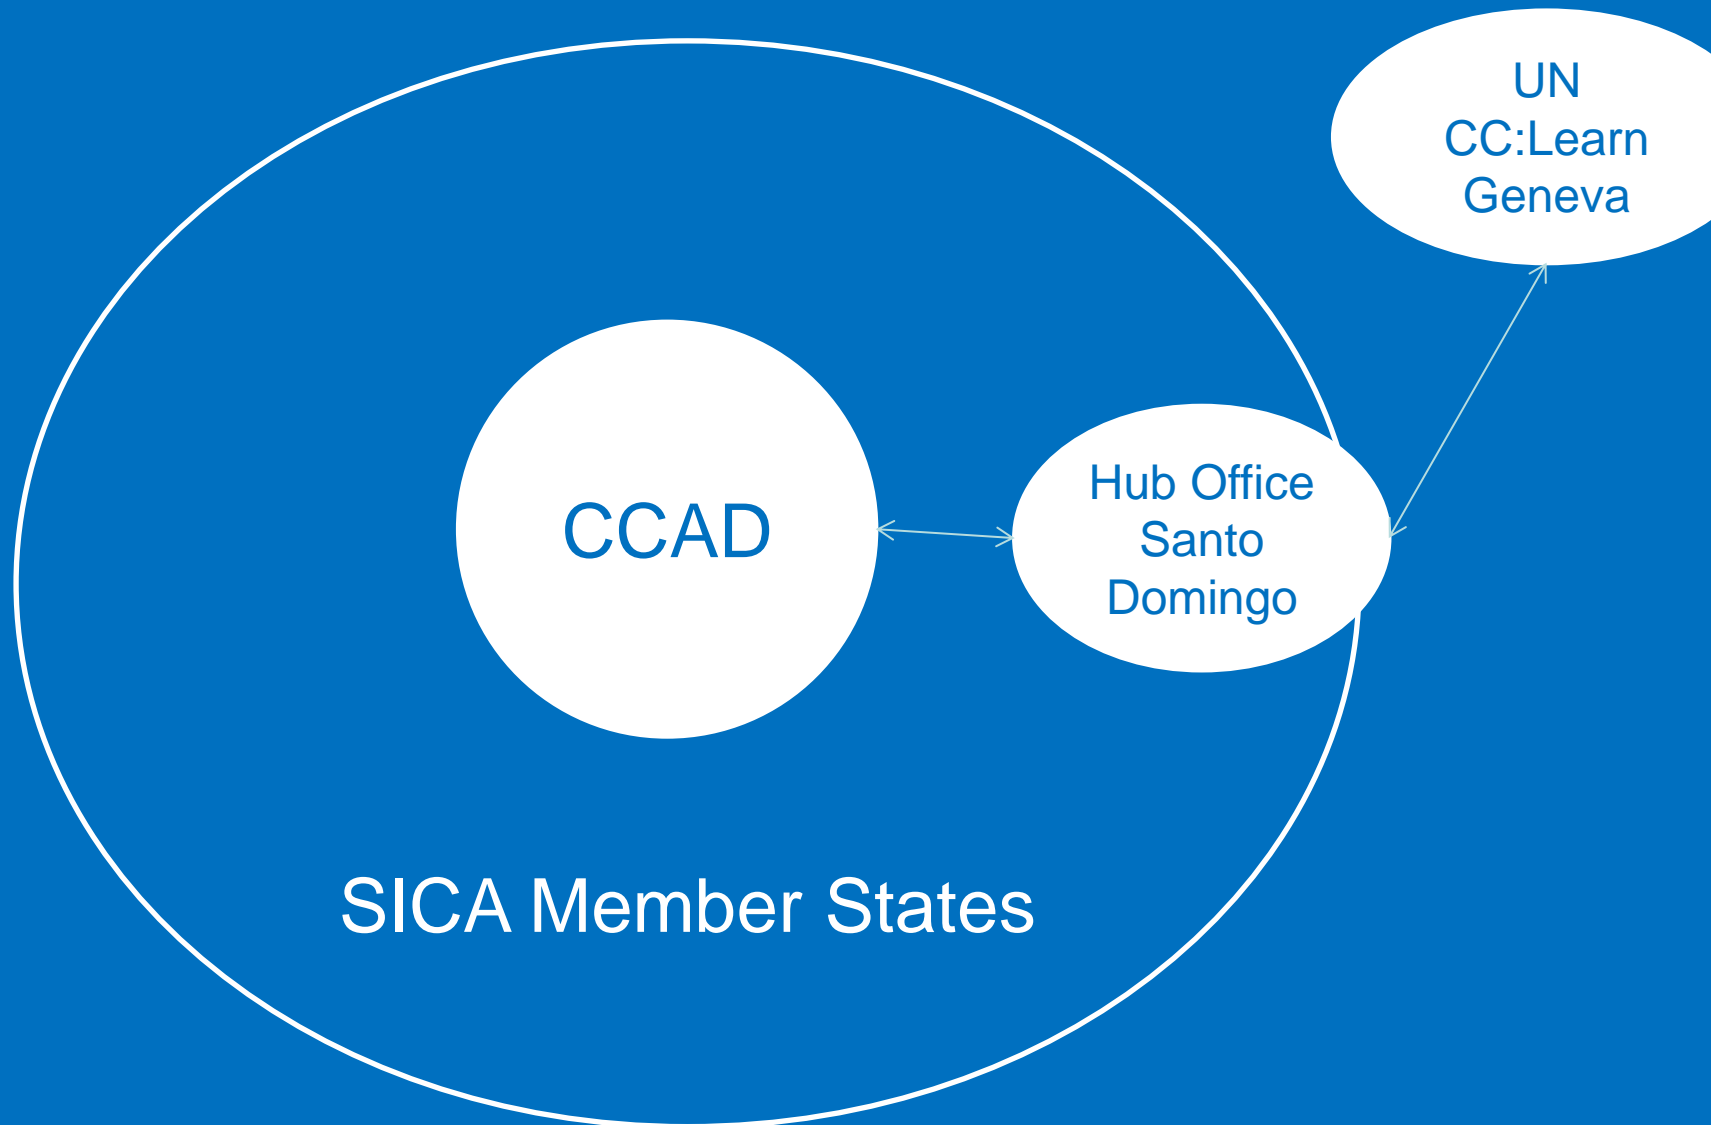 UN
CC:Learn
Geneva
CCAD
Hub Office
Santo
Domingo
SICA Member States